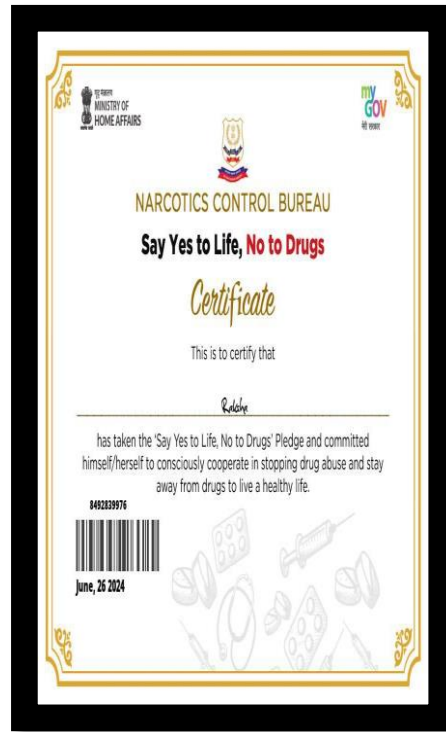 गृह मंत्रालय
MINISTRY OF
HOME AFFAIRS
my
GOV
मेरी सरकार
NARCOTICS CONTROL BUREAU
Say Yes to Life, No to Drugs
Certificate
This is to certify that
Raksha
has taken the 'Say Yes to Life, No to Drugs' Pledge and committed
himself/herself to consciously cooperate in stopping drug abuse and stay
away from drugs to live a healthy life.
8492839976
June, 26 2024